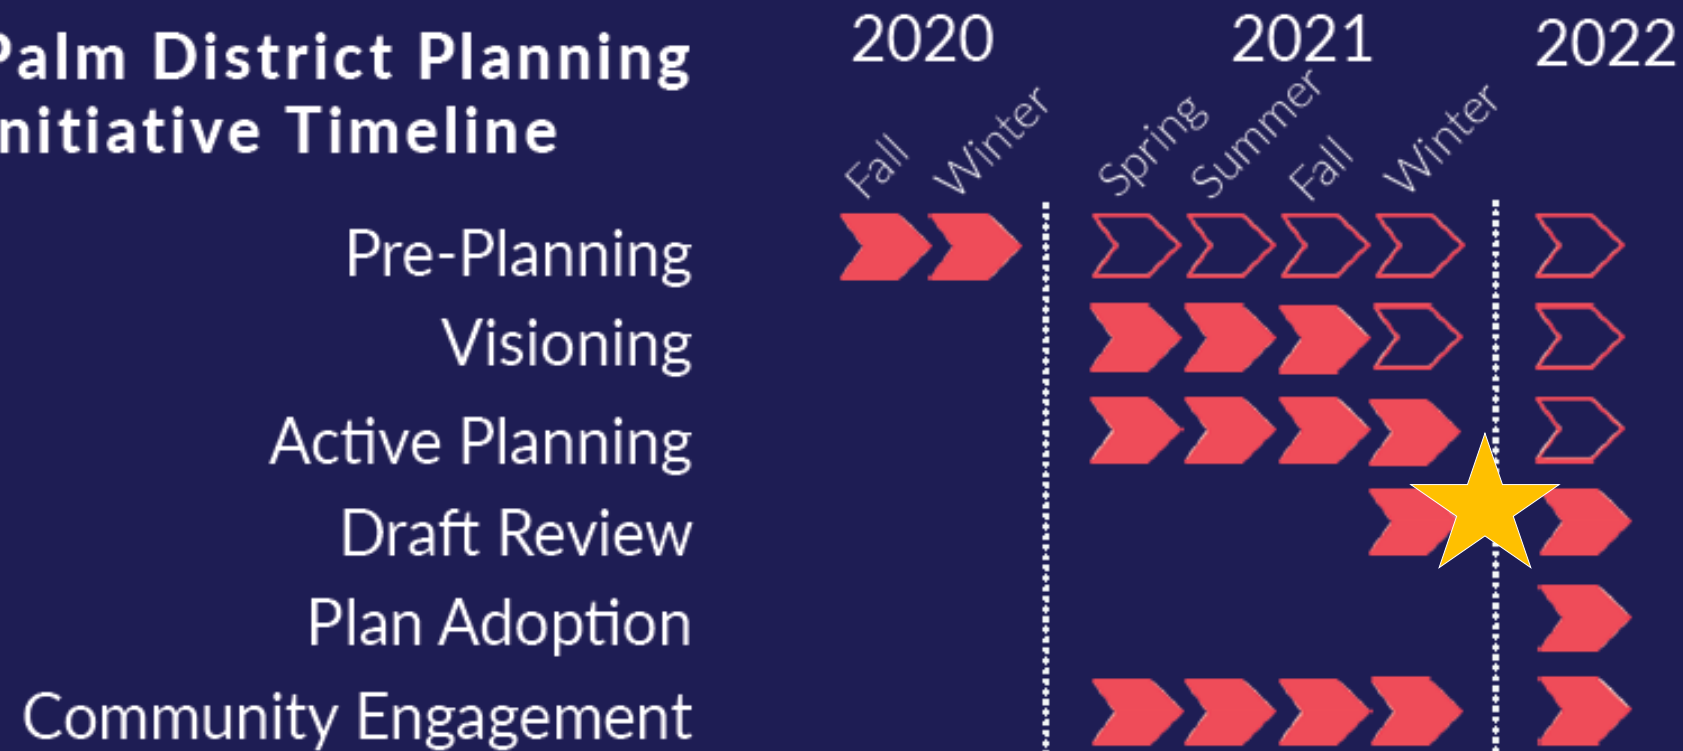 Palm District Planning
nitiative Timeline
2020
2021
2022
Fall
Winter
Spring
Summer
Fall
Winter
Pre-Planning
Visioning
Active Planning
Draft Review
Plan Adoption
Community Engagement